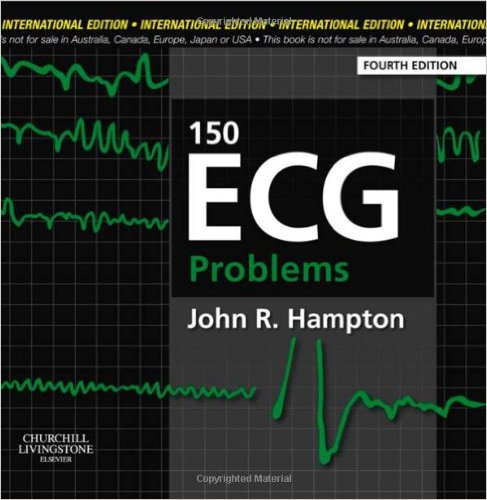 INTERNATIONAL EDITION • INTERNATIONAL EDITION • INTERNATIONAL EDITION • INTERNATION
's not for sale in Australia, Canada, Europe, Japan or USA • This book is not for sale in Australia, Canada, Europ
FOURTH EDITION
150
ECG
Problems
John R. Hampton
CHURCHILL
LIVINGSTONE
ELSEVIER
Copyrighted Material